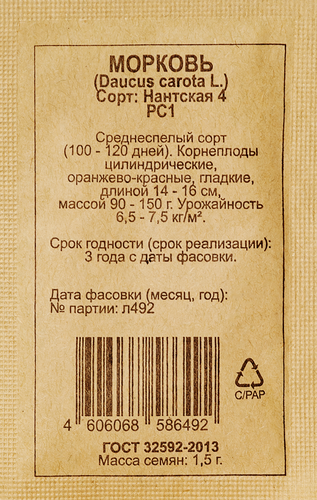 МОРКОВЬ
(Daucus carota L.)
Сорт: Нантская 4
РС1
Среднеспелый сорт
(100 - 120 дней). Корнеплоды
цилиндрические,
оранжево-красные, гладкие,
длиной 14 - 16 см,
массой 90 - 150 г. Урожайность
6,5 - 7,5 кг/м².
Срок годности (срок реализации):
3 года с даты фасовки.
Дата фасовки (месяц, год):
№ партии: л492
4 606068 586492
C/PAP
ГОСТ 32592-2013
Масса семян: 1,5 г.